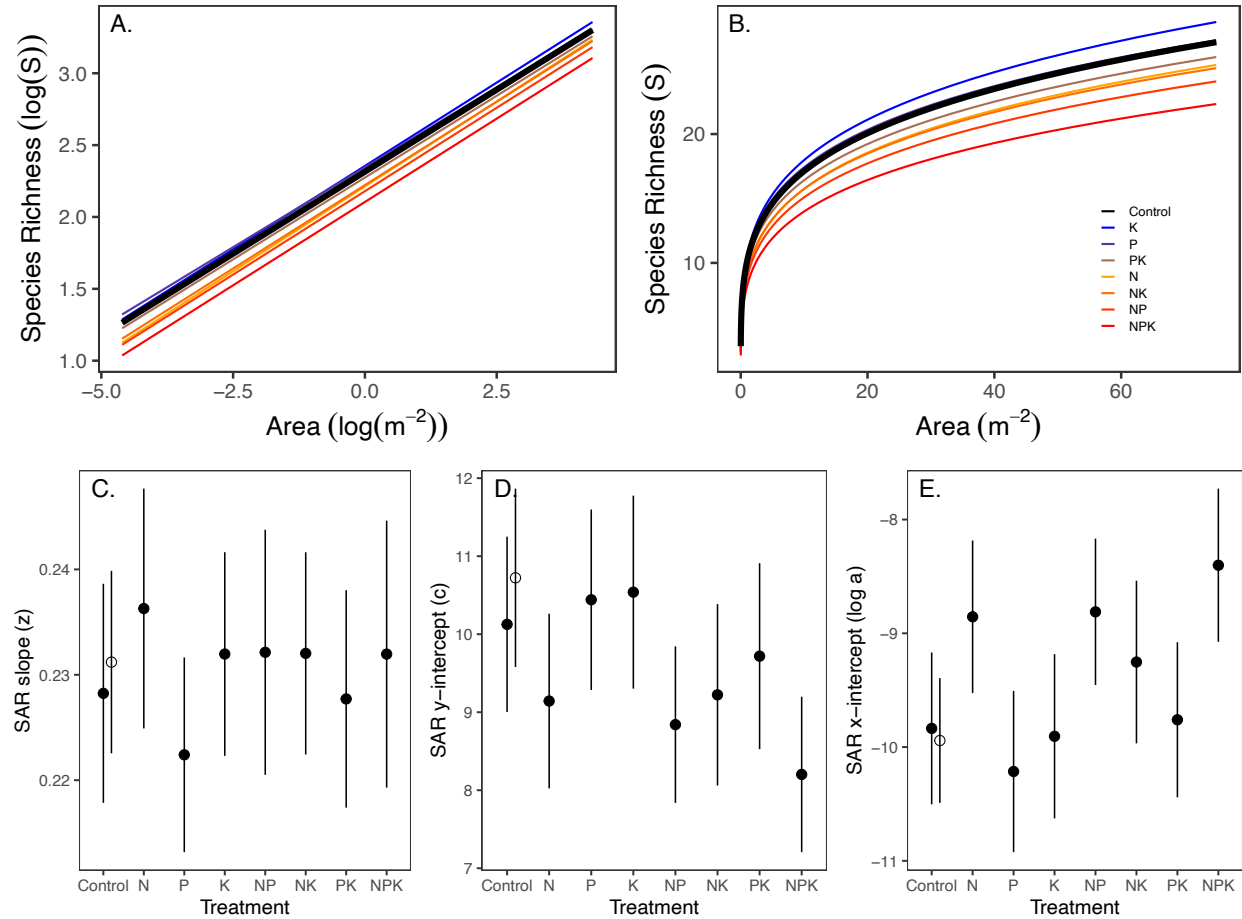 A.
Species Richness (log(S))
3.0
2.5
2.0
1.5
1.0
−5.0 −2.5 0.0 2.5
Area (log(m⁻²))
B.
Species Richness (S)
20
10
0 20 40 60
Area (m⁻²)
Control
K
P
PK
N
NK
NP
NPK
C.
SAR slope (z)
0.24
0.23
0.22
Control N P K NP NK PK NPK
Treatment
D.
SAR y−intercept (c)
12
11
10
9
8
7
Control N P K NP NK PK NPK
Treatment
E.
SAR x−intercept (log a)
−8
−9
−10
−11
Control N P K NP NK PK NPK
Treatment